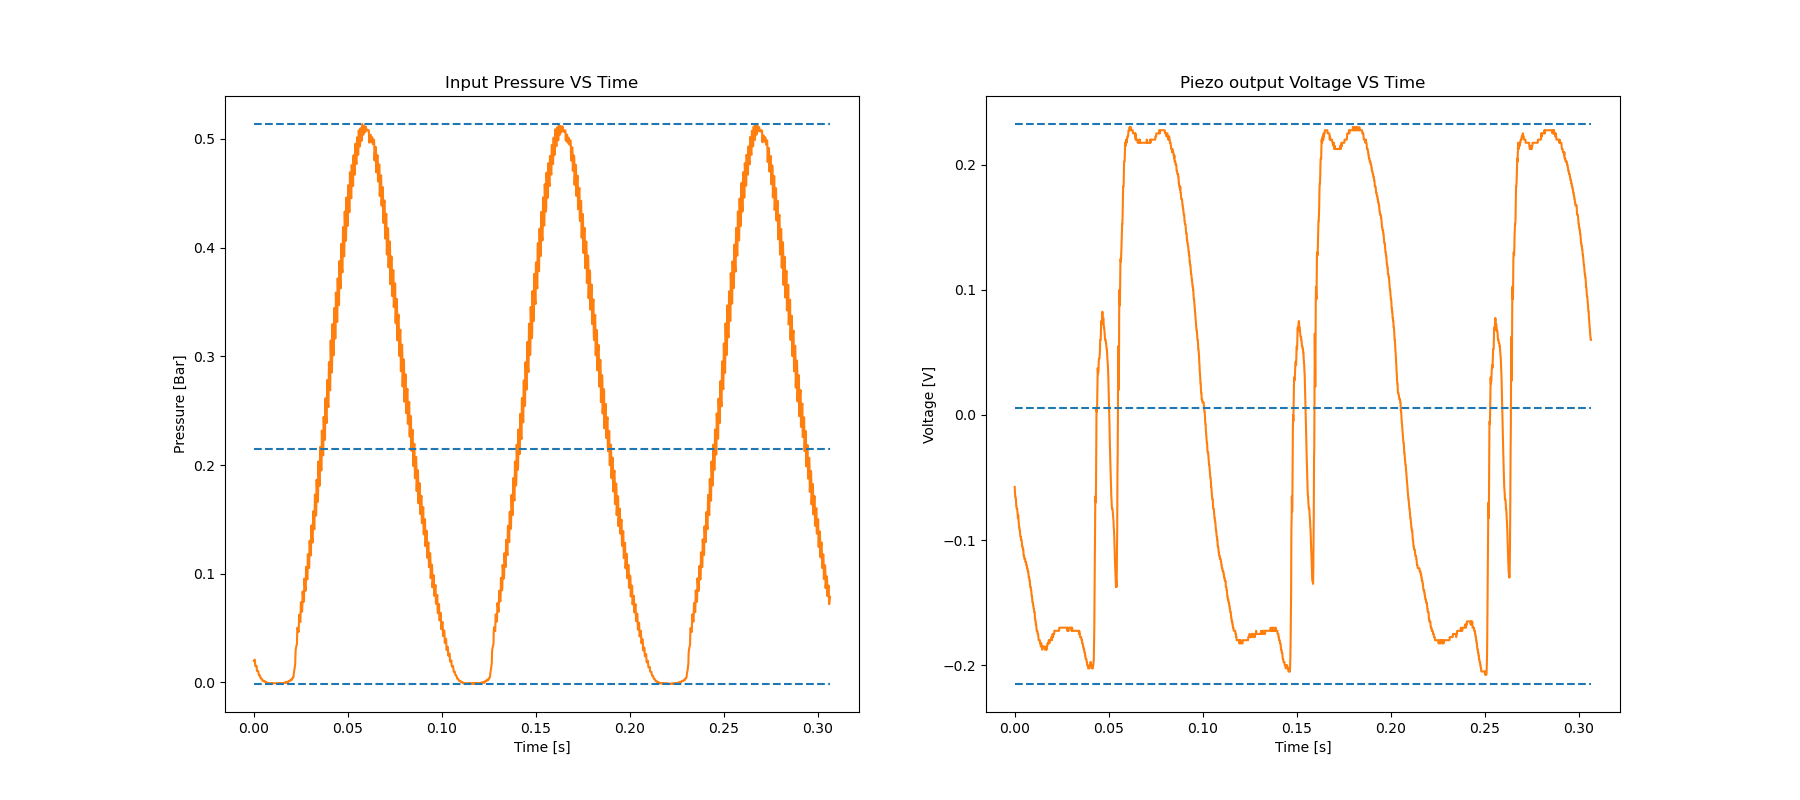 Input Pressure VS Time
Pressure [Bar]
0.5
0.4
0.3
0.2
0.1
0.0
0.00 0.05 0.10 0.15 0.20 0.25 0.30
Time [s]
Piezo output Voltage VS Time
Voltage [V]
0.2
0.1
0.0
−0.1
−0.2
0.00 0.05 0.10 0.15 0.20 0.25 0.30
Time [s]